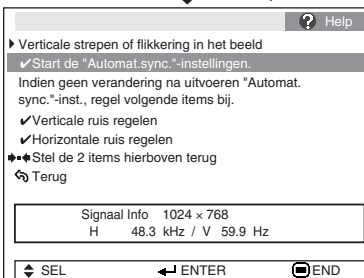 ? Help
Verticale strepen of flikkering in het beeld
✔Start de "Automat.sync."-instellingen.
Indien geen verandering na uitvoeren "Automat.
sync."-inst., regel volgende items bij.
✔Verticale ruis regelen
✔Horizontale ruis regelen
Stel de 2 items hierboven terug
Terug
Signaal Info 1024 × 768
H 48.3 kHz / V 59.9 Hz
SEL ENTER END